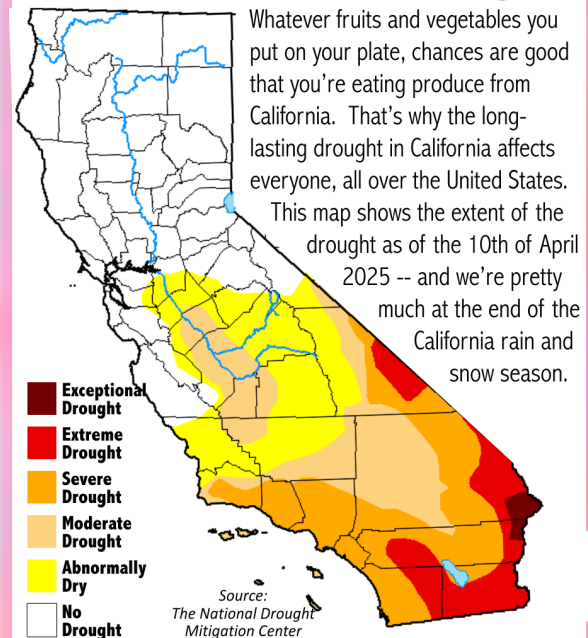 Whatever fruits and vegetables you
put on your plate, chances are good
that you're eating produce from
California.  That's why the long-
lasting drought in California affects
everyone, all over the United States.
This map shows the extent of the
drought as of the 10th of April
2025 -- and we're pretty
much at the end of the
California rain and
snow season.
Exceptional
Drought
Extreme
Drought
Severe
Drought
Moderate
Drought
Abnormally
Dry
No
Drought
Source:
The National Drought
Mitigation Center